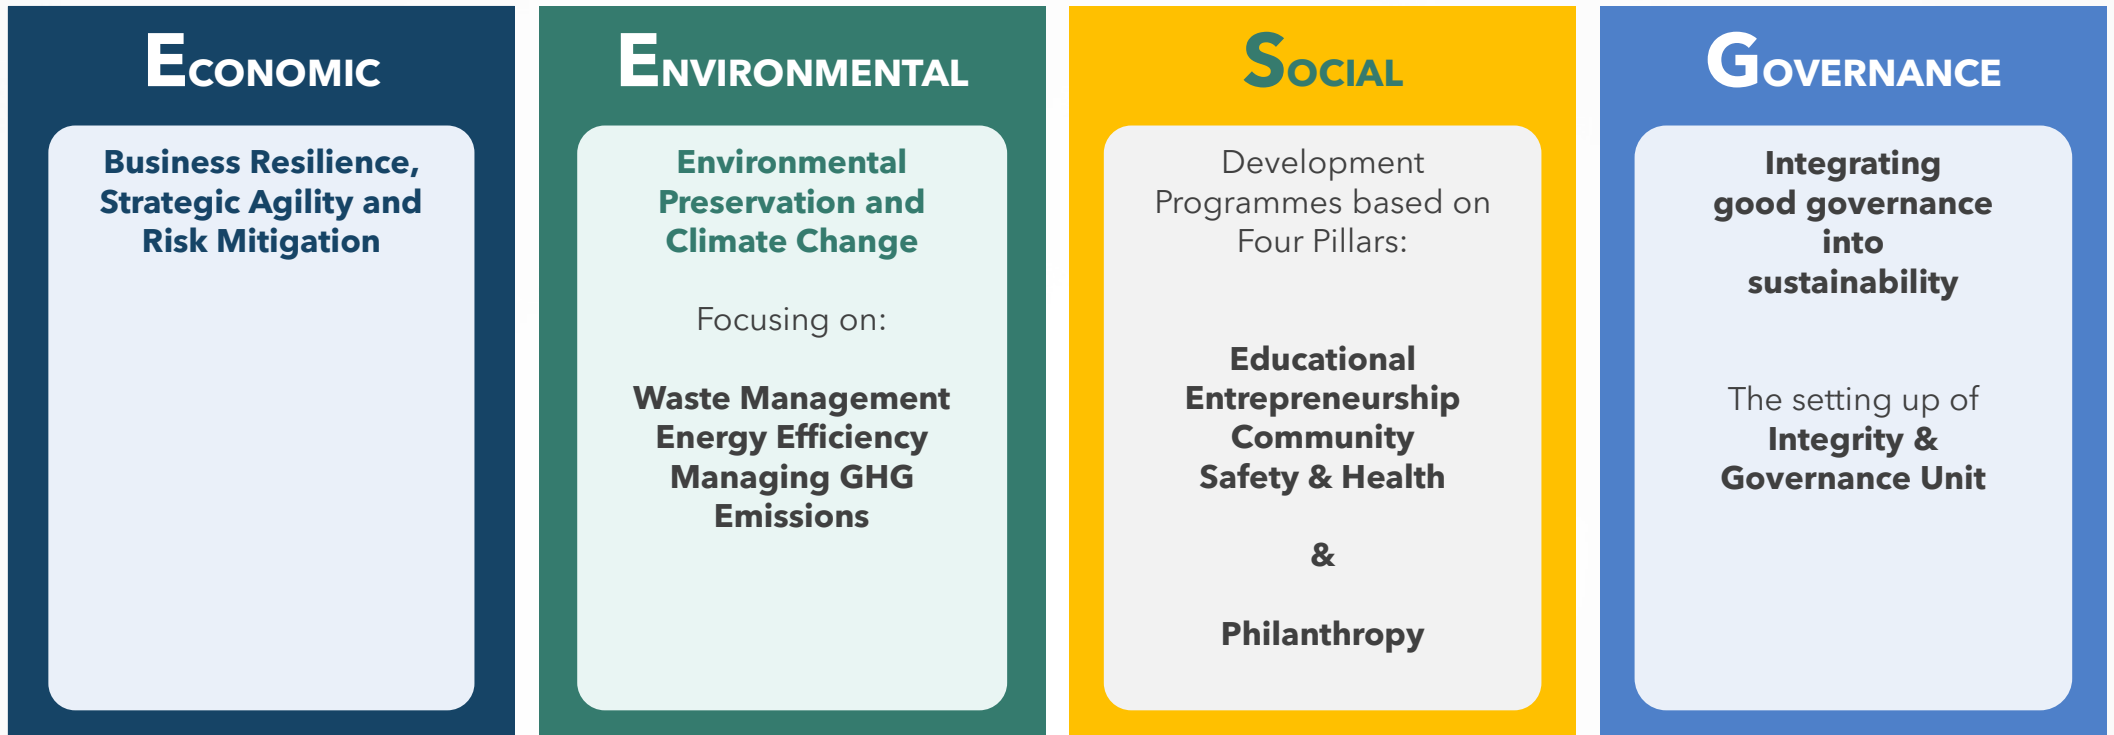 ECONOMIC
Business Resilience,
Strategic Agility and
Risk Mitigation
ENVIRONMENTAL
Environmental
Preservation and
Climate Change
Focusing on:
Waste Management
Energy Efficiency
Managing GHG
Emissions
SOCIAL
Development
Programmes based on
Four Pillars:
Educational
Entrepreneurship
Community
Safety & Health
&
Philanthropy
GOVERNANCE
Integrating
good governance
into
sustainability
The setting up of
Integrity &
Governance Unit